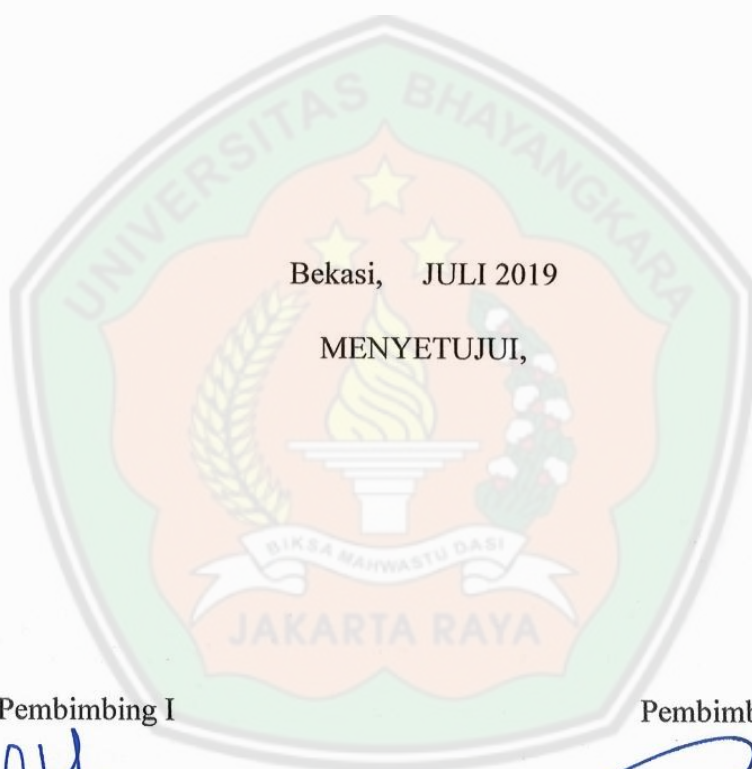 UNIVERSITAS BHAYANGKARA
Bekasi, JULI 2019
MENYETUJUI,
BIKSA MAHWASTU DASI
JAKARTA RAYA
Pembimbing I